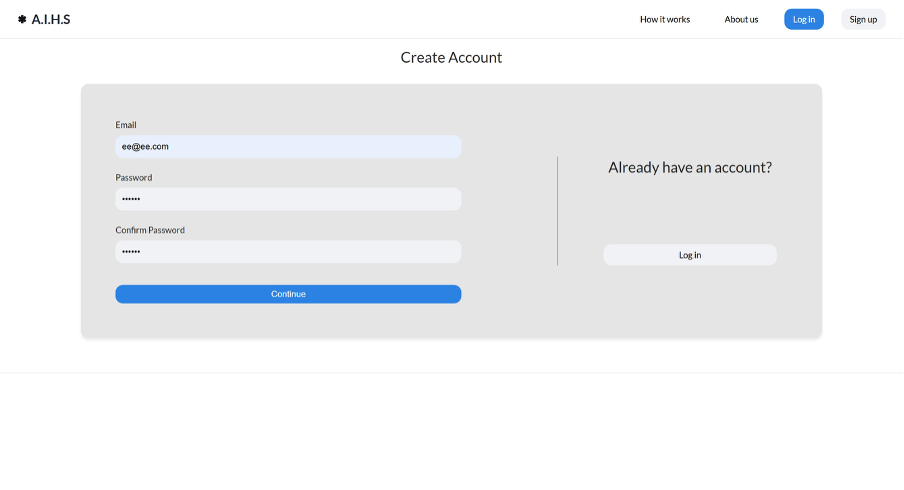 ✽ A.I.H.S
How it works
About us
Log in
Sign up
Create Account
Email
ee@ee.com
Password
••••••
Confirm Password
••••••
Continue
Already have an account?
Log in